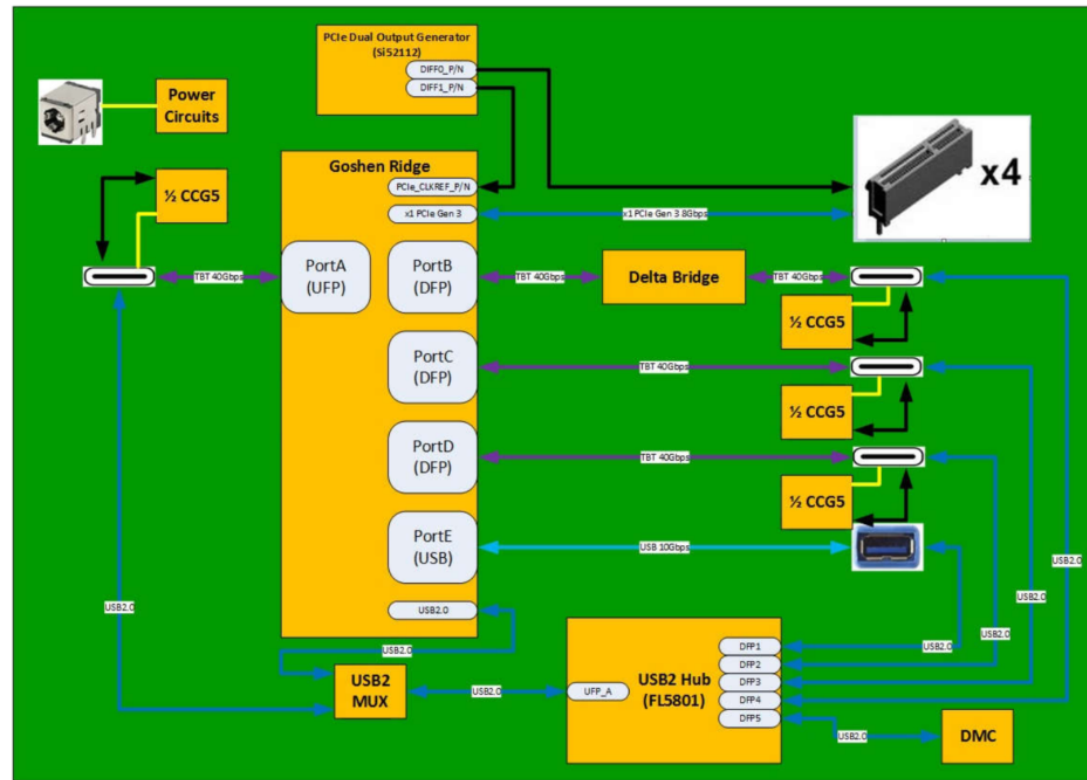 PCIe Dual Output Generator
(Si52112)
DIFF0_P/N
DIFF1_P/N
Power
Circuits
½ CCG5
Goshen Ridge
PCIe_CLKREF_P/N
x1 PCIe Gen 3
x1 PCIe Gen 3 8Gbps
x4
PortA
(UFP)
PortB
(DFP)
TBT 40Gbps
TBT 40Gbps
Delta Bridge
TBT 40Gbps
½ CCG5
PortC
(DFP)
TBT 40Gbps
½ CCG5
PortD
(DFP)
TBT 40Gbps
½ CCG5
PortE
(USB)
USB 10Gbps
USB2.0
USB2.0
USB2.0
USB2.0
USB2.0
USB2.0
USB2.0
USB2
MUX
USB2.0
UFP_A
USB2 Hub
(FL5801)
DFP1
DFP2
DFP3
DFP4
DFP5
USB2.0
DMC